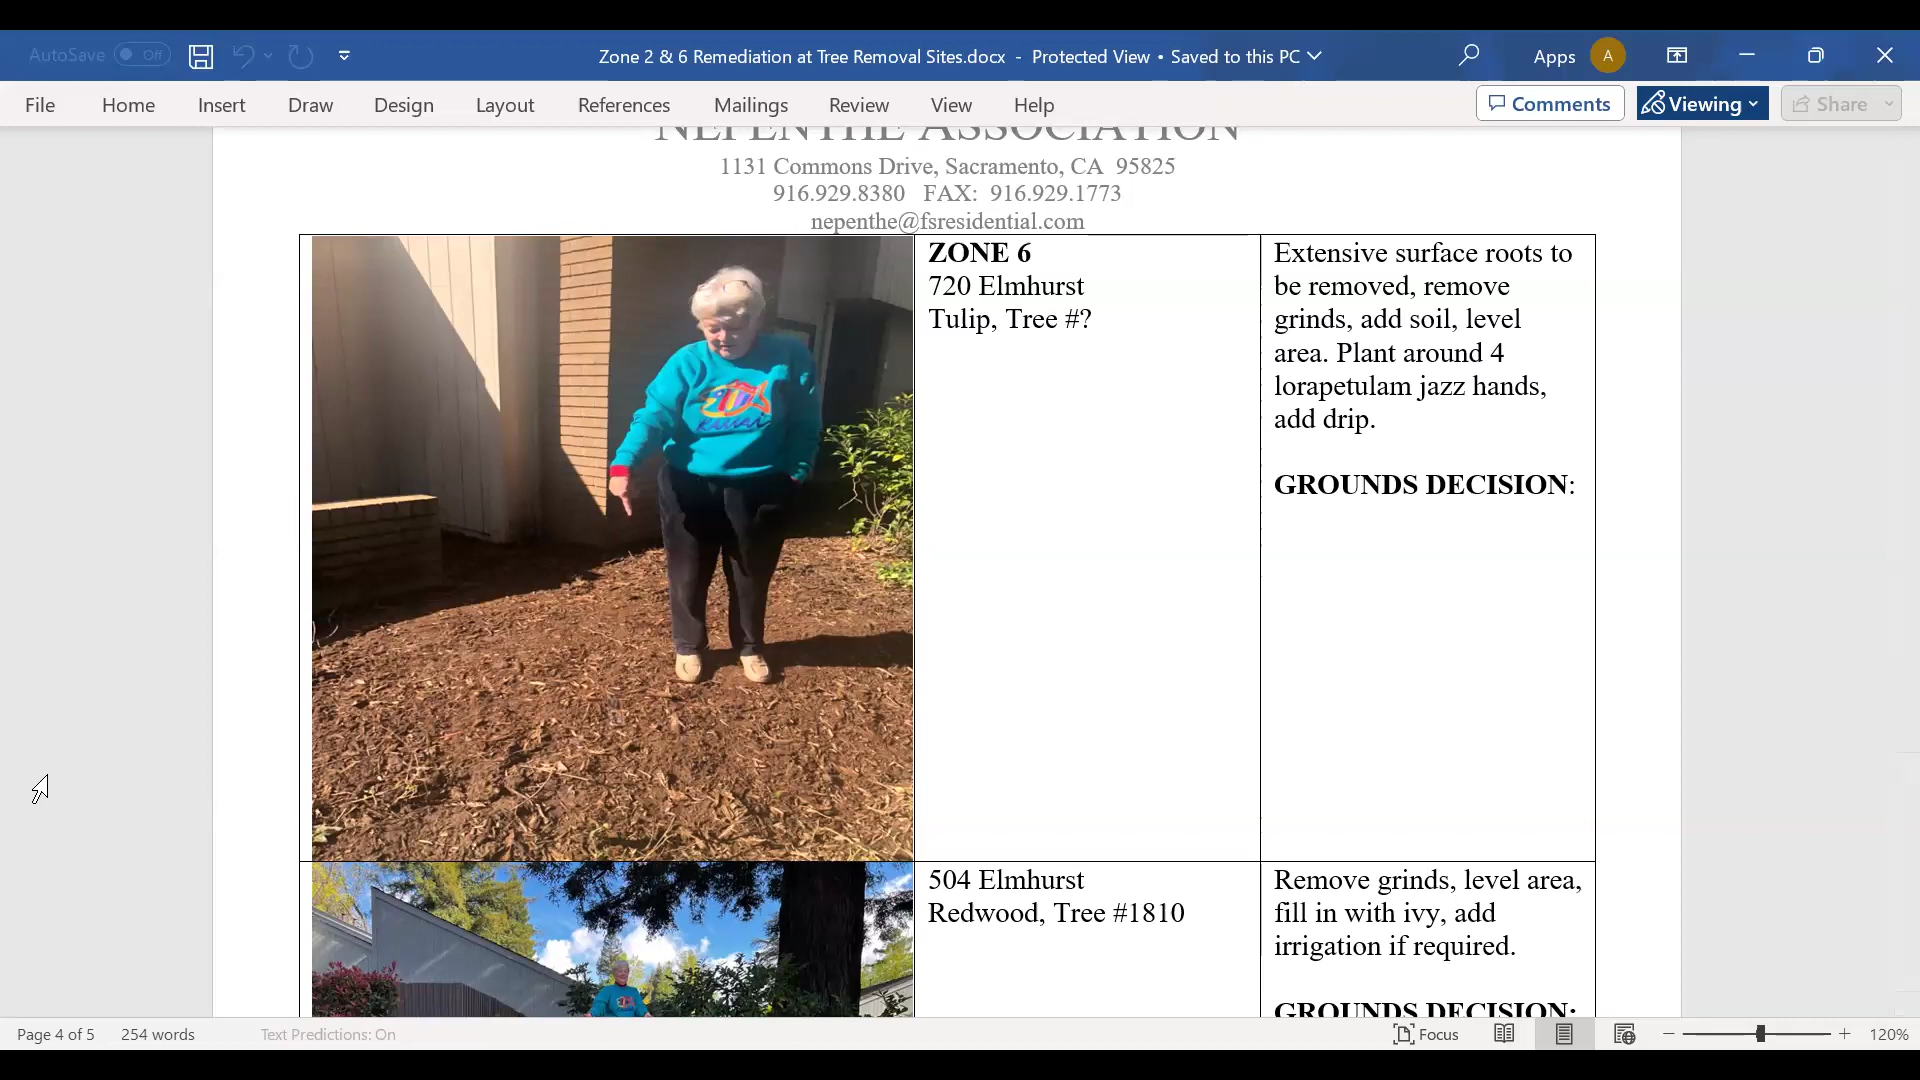 AutoSave Off
Zone 2 & 6 Remediation at Tree Removal Sites.docx - Protected View • Saved to this PC
Apps A
File Home Insert Draw Design Layout References Mailings Review View Help
Comments Viewing Share
NEPENTHE ASSOCIATION
1131 Commons Drive, Sacramento, CA 95825
916.929.8380 FAX: 916.929.1773
nepenthe@fsresidential.com
ZONE 6
720 Elmhurst
Tulip, Tree #?
Extensive surface roots to
be removed, remove
grinds, add soil, level
area. Plant around 4
lorapetulam jazz hands,
add drip.
GROUNDS DECISION:
504 Elmhurst
Redwood, Tree #1810
Remove grinds, level area,
fill in with ivy, add
irrigation if required.
GROUNDS DECISION:
Page 4 of 5 254 words Text Predictions: On
Focus 120%